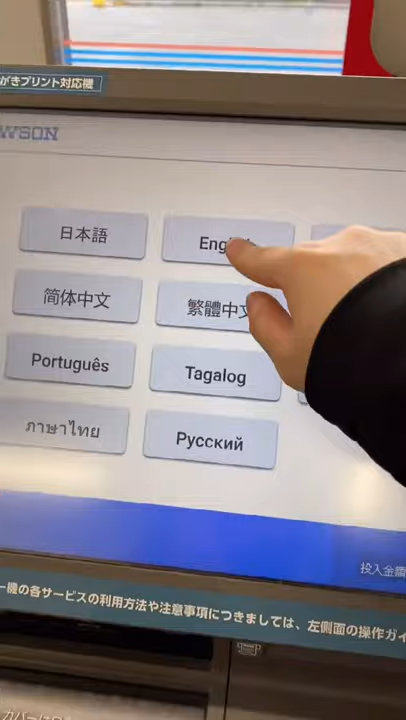 がきプリント対応機
WSON
日本語
Eng
简体中文
繁體中文
Português
Tagalog
ภาษาไทย
Русский
投入金
ー機の各サービスの利用方法や注意事項につきましては、左側面の操作ガイ